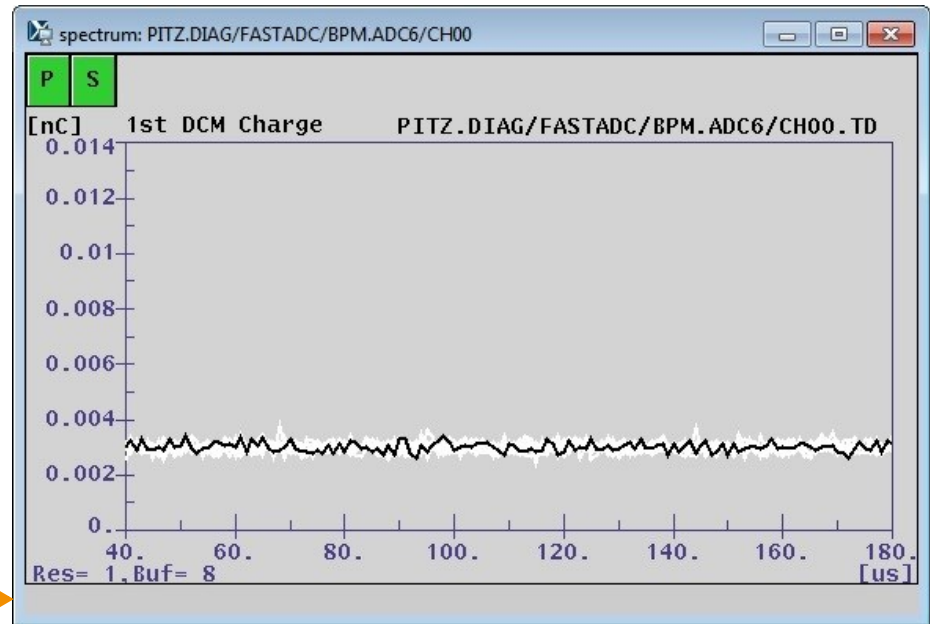 spectrum: PITZ.DIAG/FASTADC/BPM.ADC6/CH00
P S
[nC] 1st DCM Charge PITZ.DIAG/FASTADC/BPM.ADC6/CH00.TD
0.014
0.012
0.01
0.008
0.006
0.004
0.002
0.
40. 60. 80. 100. 120. 140. 160. 180.
Res= 1,Buf= 8 [us]